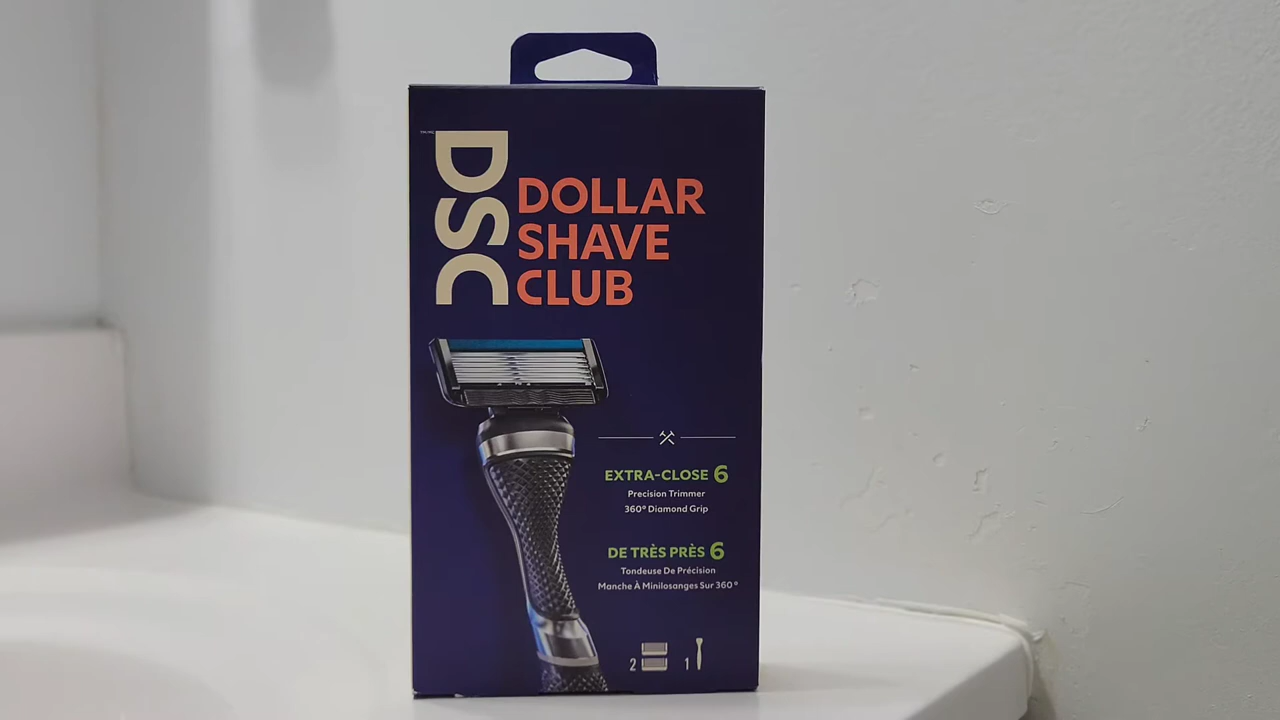 DSC
DOLLAR
SHAVE
CLUB
EXTRA-CLOSE 6
Precision Trimmer
360° Diamond Grip
DE TRÈS PRÈS 6
Tondeuse De Précision
Manche À Minilosanges Sur 360°
2 1